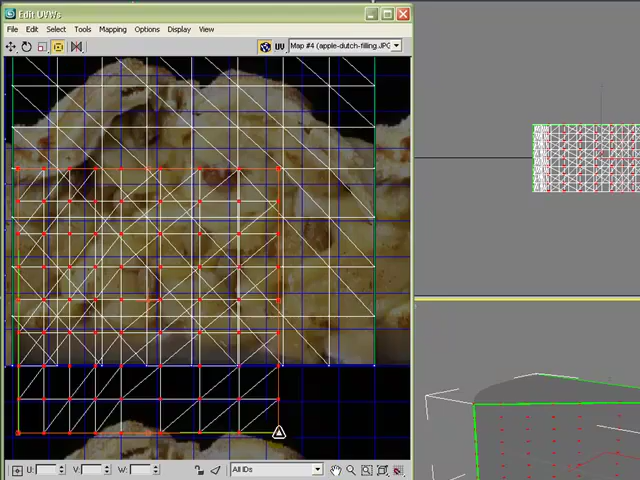 Edit UVWs
File Edit Select Tools Mapping Options Display View
UV Map #4 (apple-dutch-filling.JPG
U: V: W: All IDs